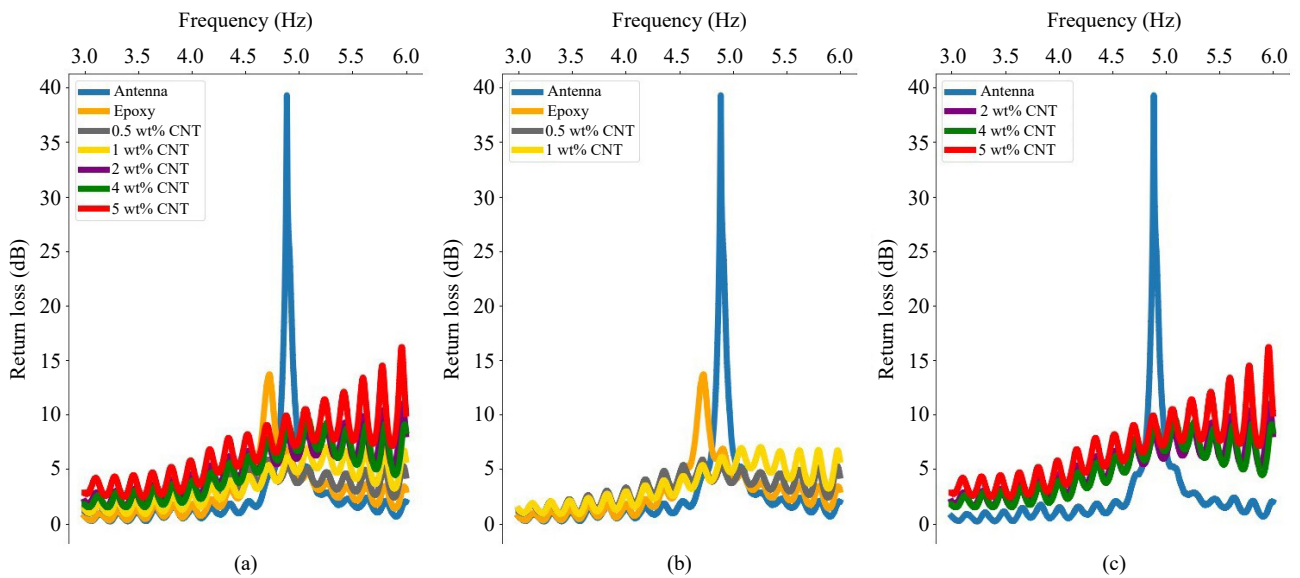 Frequency (Hz)
3.0 3.5 4.0 4.5 5.0 5.5 6.0
Return loss (dB)
40
35
30
25
20
15
10
5
0
Antenna
Epoxy
0.5 wt% CNT
1 wt% CNT
2 wt% CNT
4 wt% CNT
5 wt% CNT
(a)
Frequency (Hz)
3.0 3.5 4.0 4.5 5.0 5.5 6.0
Return loss (dB)
40
35
30
25
20
15
10
5
0
Antenna
Epoxy
0.5 wt% CNT
1 wt% CNT
(b)
Frequency (Hz)
3.0 3.5 4.0 4.5 5.0 5.5 6.0
Return loss (dB)
40
35
30
25
20
15
10
5
0
Antenna
2 wt% CNT
4 wt% CNT
5 wt% CNT
(c)